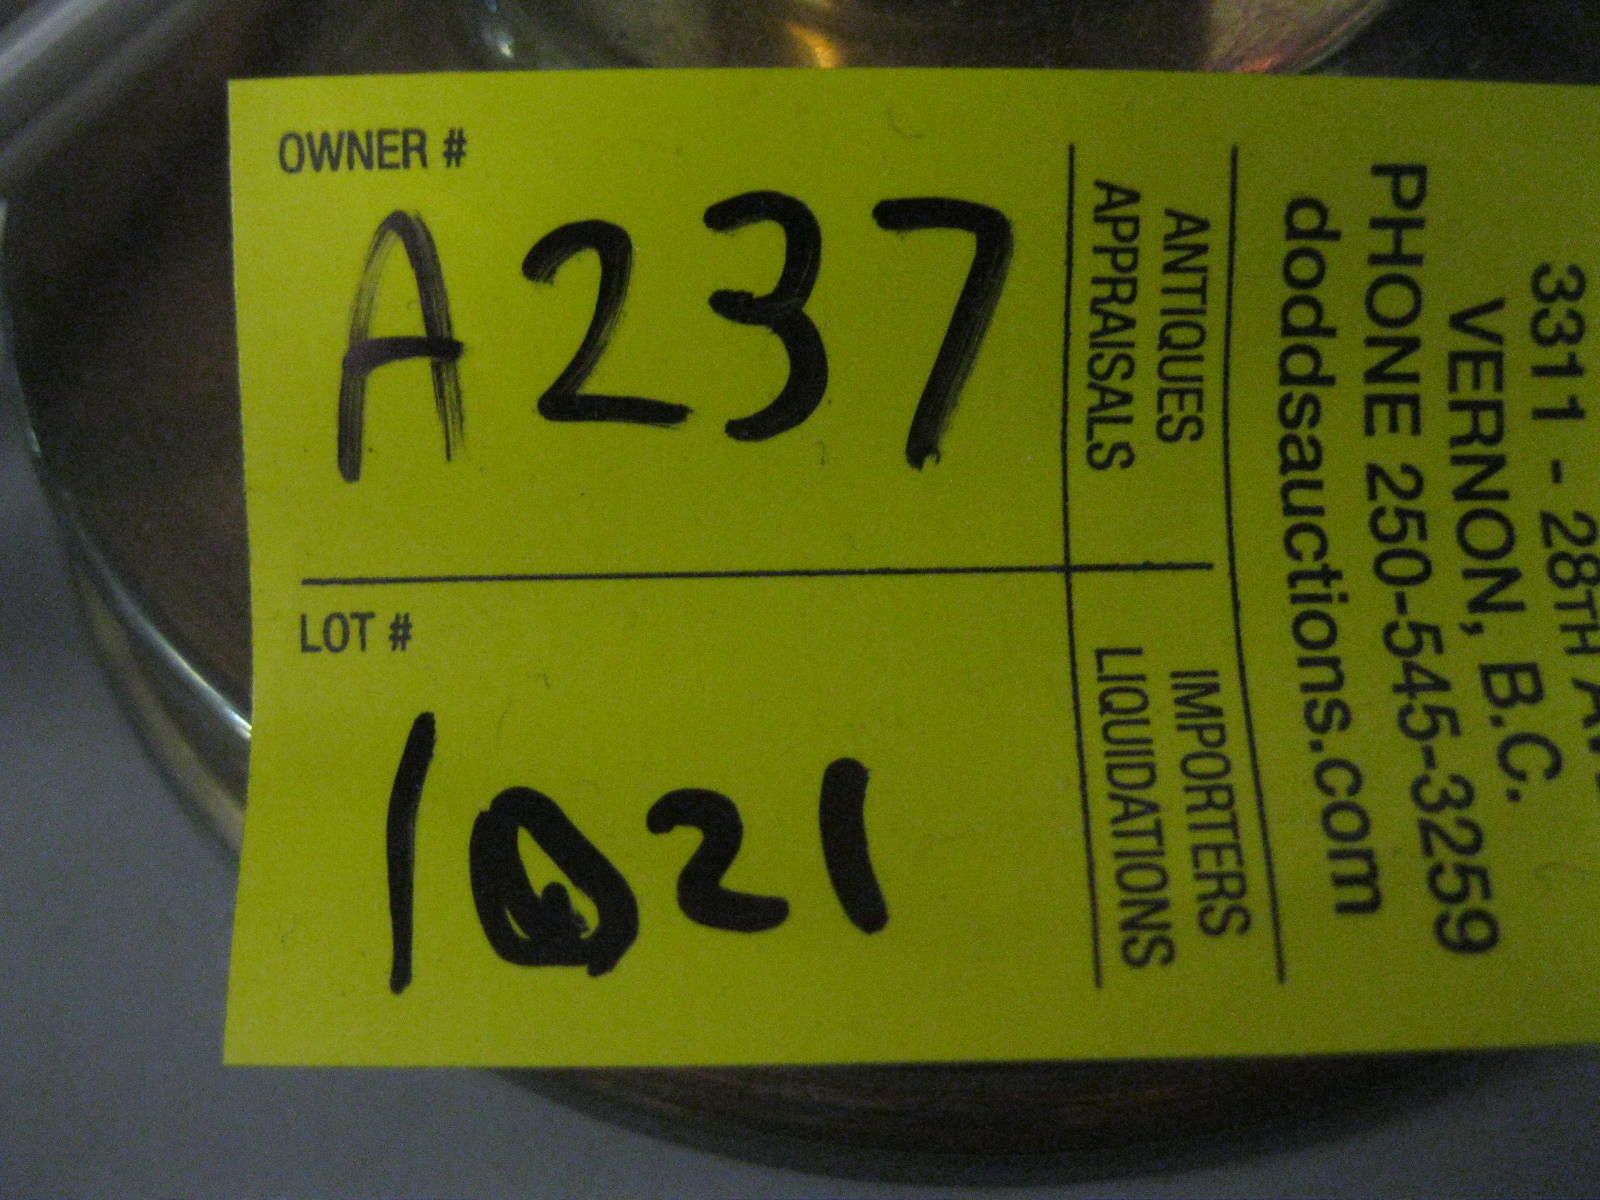 OWNER #
A237
LOT #
1021
3311 - 28TH
VERNON, B.C.
PHONE 250-545-3259
doddsauctions.com
ANTIQUES
APPRAISALS
IMPORTERS
LIQUIDATIONS